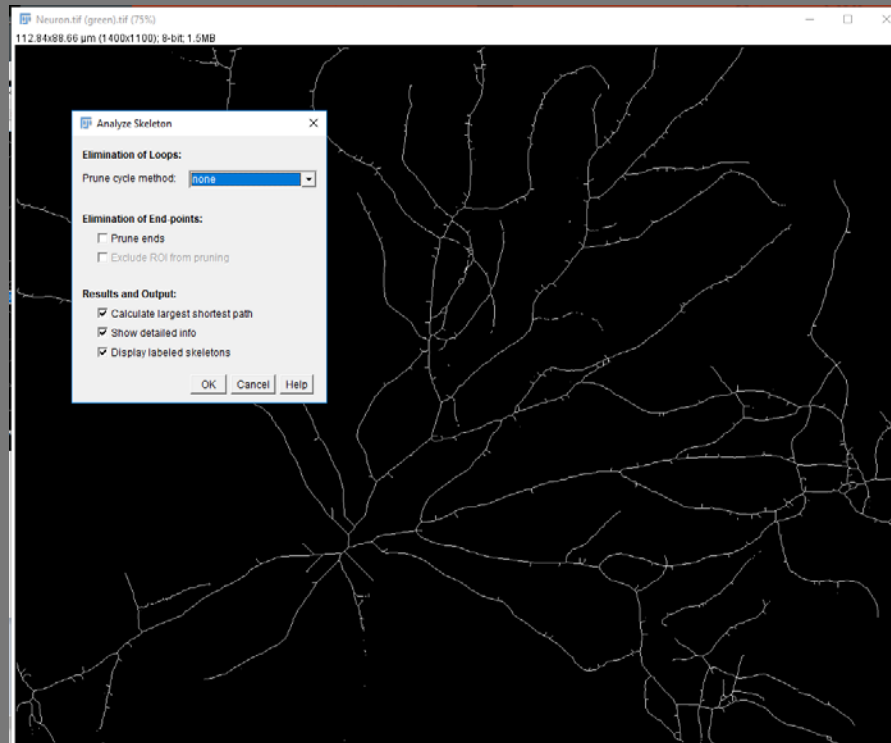 Neuron.tif (green).tif (75%)
112.84x88.66 µm (1400x1100); 8-bit; 1.5MB
Analyze Skeleton
Elimination of Loops:
Prune cycle method: none
Elimination of End-points:
Prune ends
Exclude ROI from pruning
Results and Output:
Calculate largest shortest path
Show detailed info
Display labeled skeletons
OK Cancel Help